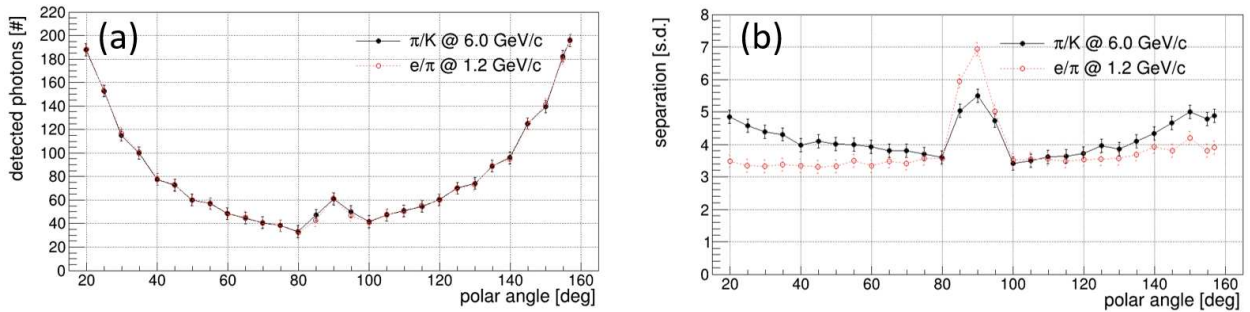 220
200
180
160
140
120
100
80
60
40
20
0
detected photons [#]
(a)
π/K @ 6.0 GeV/c
e/π @ 1.2 GeV/c
20 40 60 80 100 120 140 160
polar angle [deg]
8
7
6
5
4
3
2
1
0
separation [s.d.]
(b)
π/K @ 6.0 GeV/c
e/π @ 1.2 GeV/c
20 40 60 80 100 120 140 160
polar angle [deg]